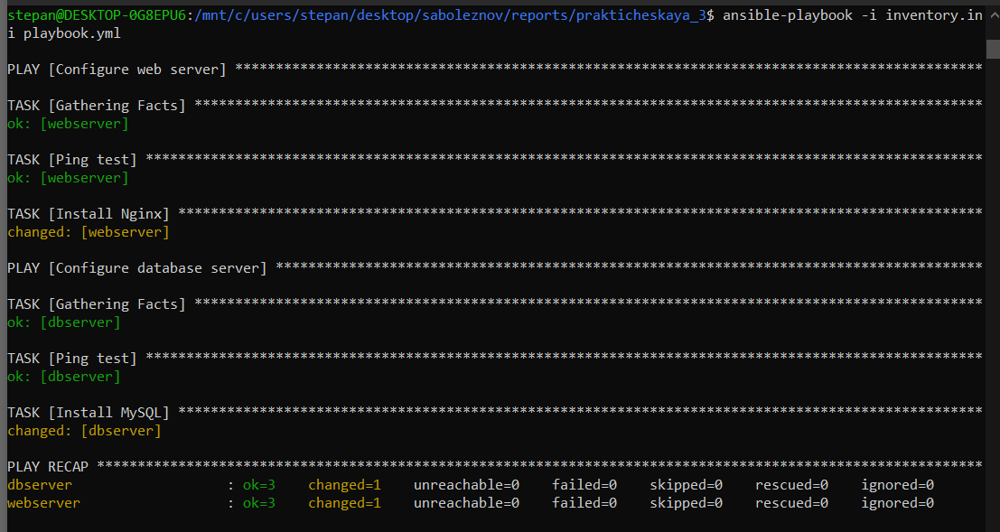 stepan@DESKTOP-0G8EPU6:/mnt/c/users/stepan/desktop/saboleznov/reports/prakticheskaya_3$ ansible-playbook -i inventory.in
i playbook.yml
PLAY [Configure web server] ********************************************************************************************
TASK [Gathering Facts] *************************************************************************************************
ok: [webserver]
TASK [Ping test] *******************************************************************************************************
ok: [webserver]
TASK [Install Nginx] ***************************************************************************************************
changed: [webserver]
PLAY [Configure database server] ***************************************************************************************
TASK [Gathering Facts] *************************************************************************************************
ok: [dbserver]
TASK [Ping test] *******************************************************************************************************
ok: [dbserver]
TASK [Install MySQL] ***************************************************************************************************
changed: [dbserver]
PLAY RECAP *************************************************************************************************************
dbserver                   : ok=3    changed=1    unreachable=0    failed=0    skipped=0    rescued=0    ignored=0
webserver                  : ok=3    changed=1    unreachable=0    failed=0    skipped=0    rescued=0    ignored=0